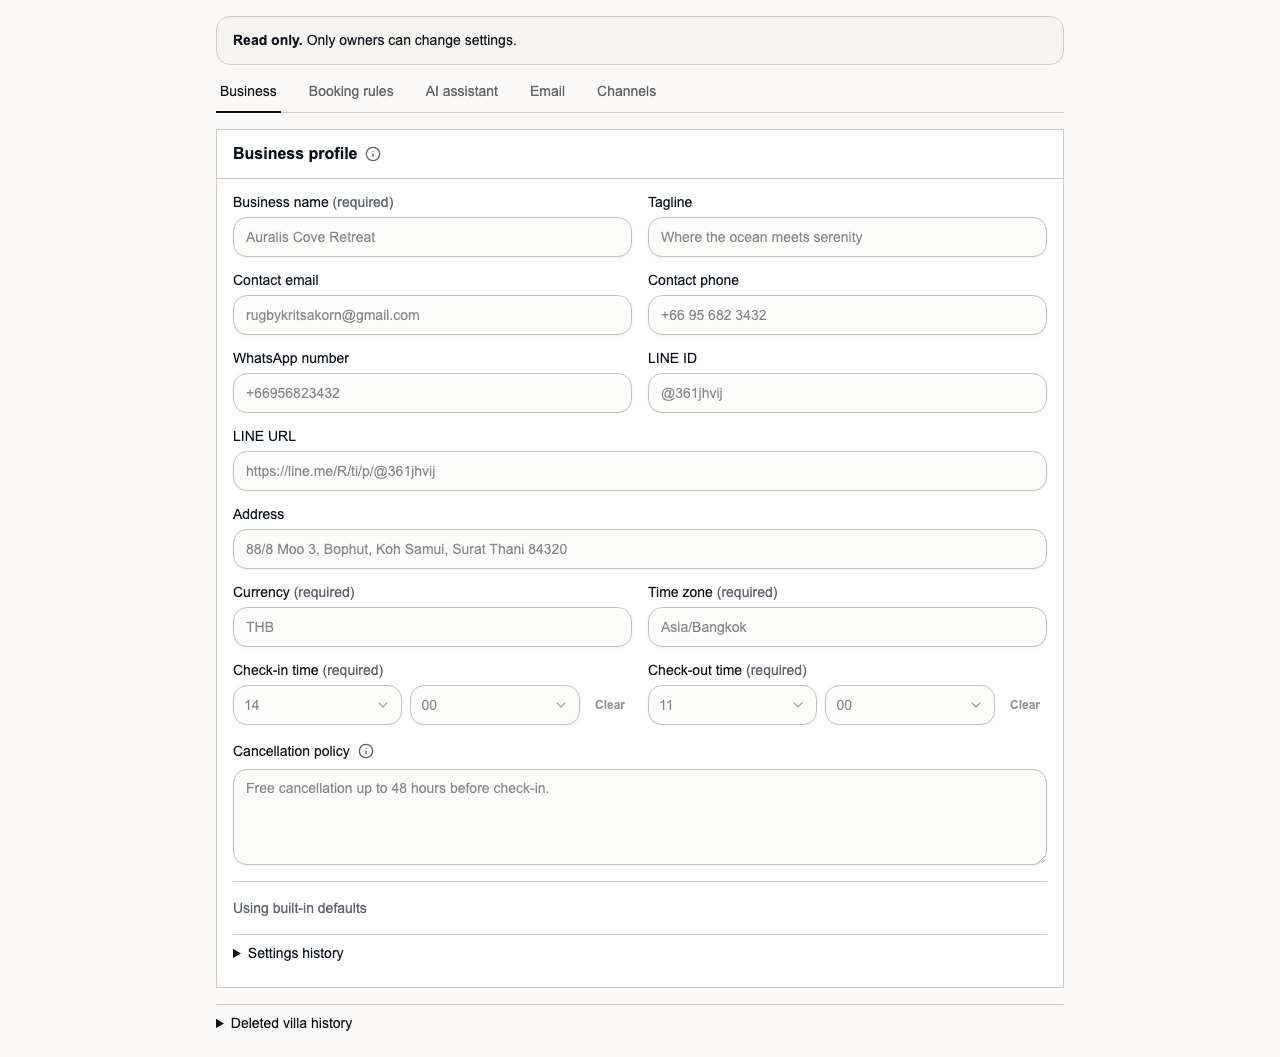 Read only. Only owners can change settings.
Business
Booking rules
AI assistant
Email
Channels
Business profile
Business name (required)
Tagline
Auralis Cove Retreat
Where the ocean meets serenity
Contact email
Contact phone
rugbykritsakorn@gmail.com
+66 95 682 3432
WhatsApp number
LINE ID
+66956823432
@361jhvij
LINE URL
https://line.me/R/ti/p/@361jhvij
Address
88/8 Moo 3, Bophut, Koh Samui, Surat Thani 84320
Currency (required)
Time zone (required)
THB
Asia/Bangkok
Check-in time (required)
Check-out time (required)
14
00
Clear
11
00
Clear
Cancellation policy
Free cancellation up to 48 hours before check-in.
Using built-in defaults
Settings history
Deleted villa history